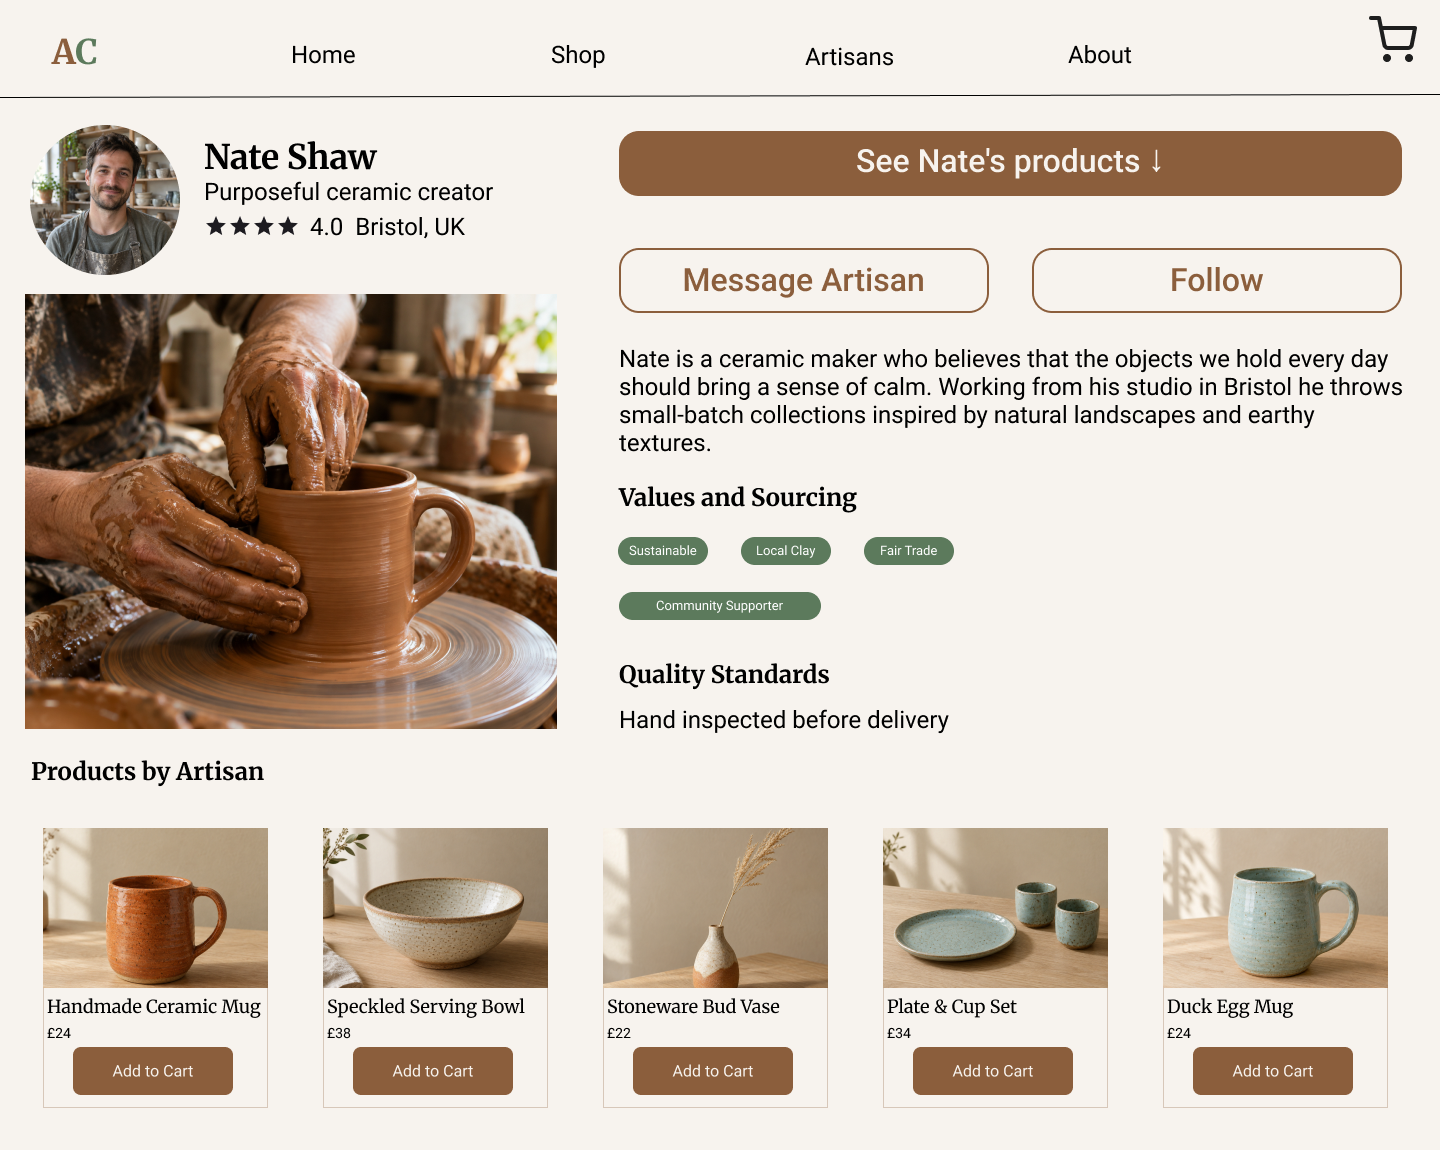 AC
Home
Shop
Artisans
About
Nate Shaw
Purposeful ceramic creator
★★★★ 4.0 Bristol, UK
See Nate's products ↓
Message Artisan
Follow
Nate is a ceramic maker who believes that the objects we hold every day
should bring a sense of calm. Working from his studio in Bristol he throws
small-batch collections inspired by natural landscapes and earthy
textures.
Values and Sourcing
Sustainable
Local Clay
Fair Trade
Community Supporter
Quality Standards
Hand inspected before delivery
Products by Artisan
Handmade Ceramic Mug
£24
Add to Cart
Speckled Serving Bowl
£38
Add to Cart
Stoneware Bud Vase
£22
Add to Cart
Plate & Cup Set
£34
Add to Cart
Duck Egg Mug
£24
Add to Cart